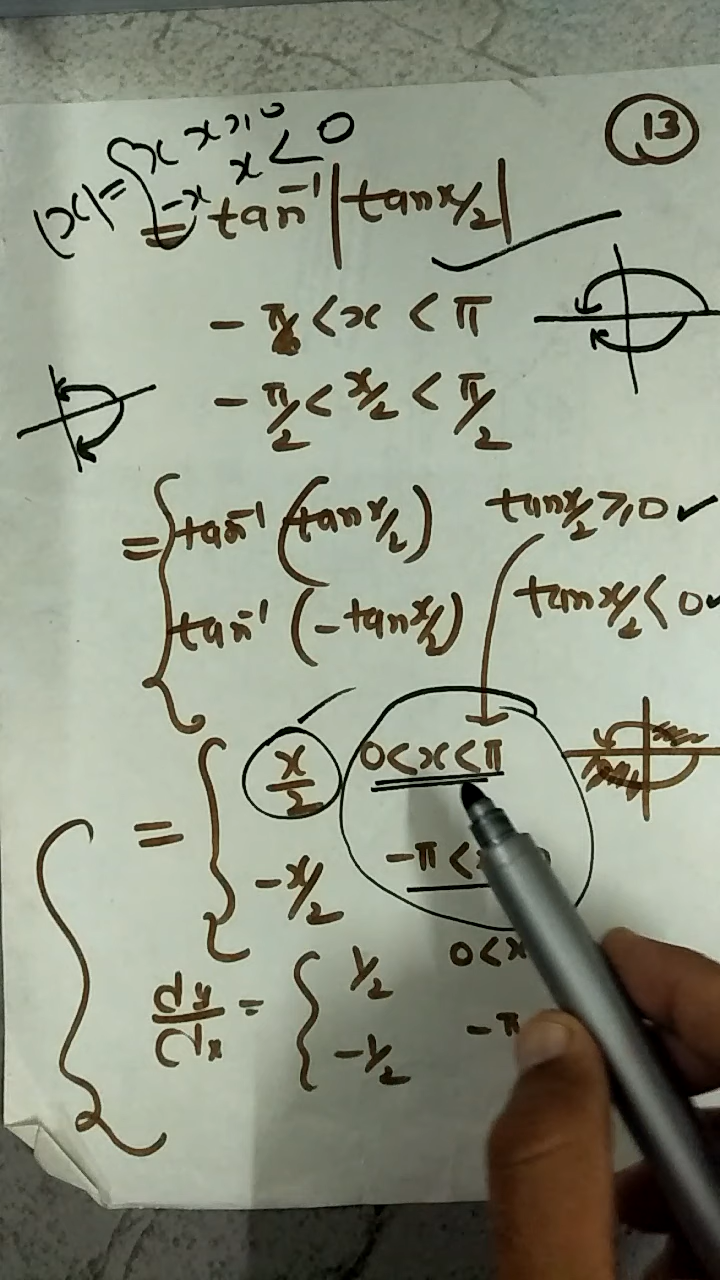 13
|x| = { x x ⩾ 0
-x x < 0
= tan⁻¹ |tan x/2|
- π < x < π
- π/2 < x/2 < π/2
= { tan⁻¹ (tan x/2) tan x/2 ⩾ 0 ✓
tan⁻¹ (- tan x/2) tan x/2 < 0 ✓
= { x/2 0 < x < π
- x/2 - π <
dy/dx = { 1/2 0 < x
- 1/2 - π